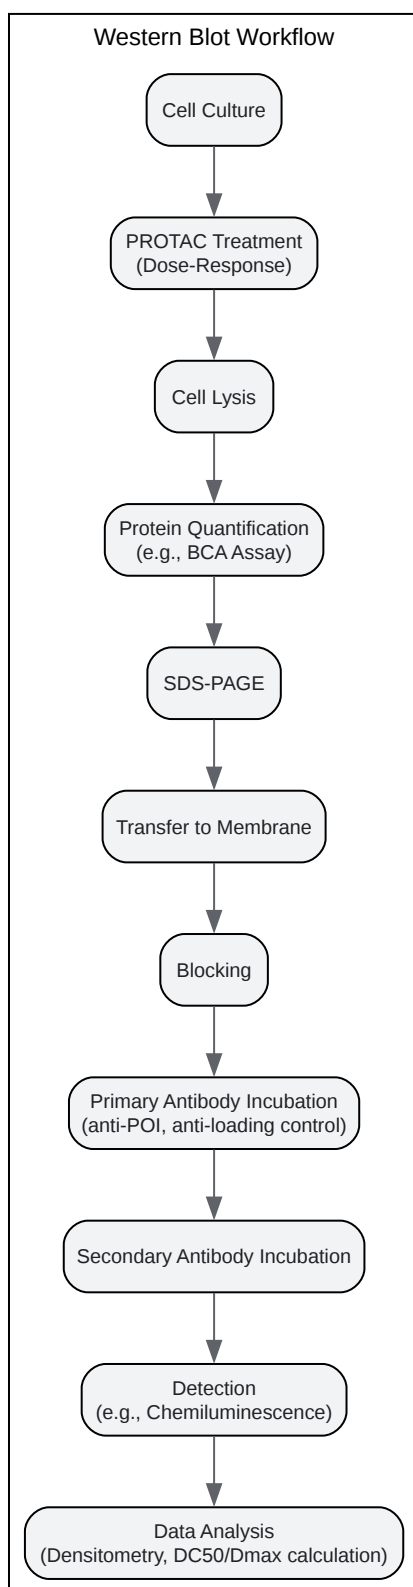 Western Blot Workflow
Cell Culture
PROTAC Treatment
(Dose-Response)
Cell Lysis
Protein Quantification
(e.g., BCA Assay)
SDS-PAGE
Transfer to Membrane
Blocking
Primary Antibody Incubation
(anti-POI, anti-loading control)
Secondary Antibody Incubation
Detection
(e.g., Chemiluminescence)
Data Analysis
(Densitometry, DC50/Dmax calculation)